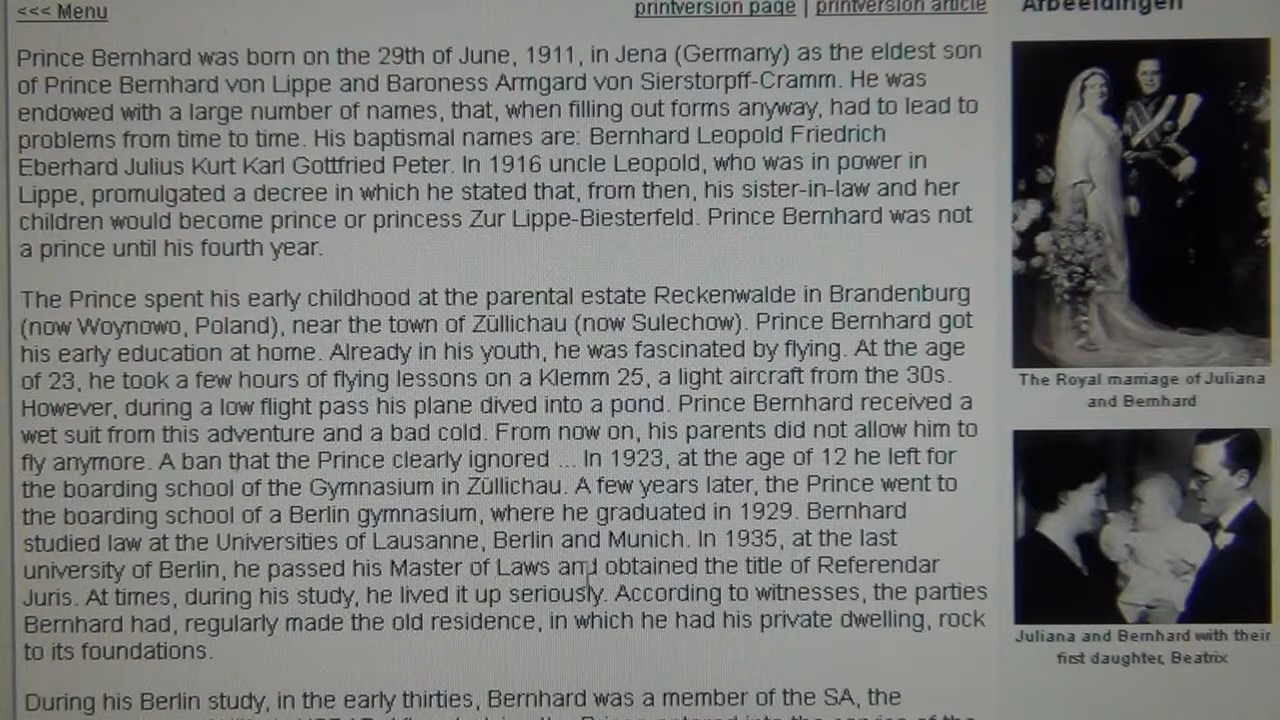 <<< Menu
printversion page | printversion article
Afbeeldingen
Prince Bernhard was born on the 29th of June, 1911, in Jena (Germany) as the eldest son
of Prince Bernhard von Lippe and Baroness Armgard von Sierstorpff-Cramm. He was
endowed with a large number of names, that, when filling out forms anyway, had to lead to
problems from time to time. His baptismal names are: Bernhard Leopold Friedrich
Eberhard Julius Kurt Karl Gottfried Peter. In 1916 uncle Leopold, who was in power in
Lippe, promulgated a decree in which he stated that, from then, his sister-in-law and her
children would become prince or princess Zur Lippe-Biesterfeld. Prince Bernhard was not
a prince until his fourth year.
The Prince spent his early childhood at the parental estate Reckenwalde in Brandenburg
(now Woynowo, Poland), near the town of Züllichau (now Sulechow). Prince Bernhard got
his early education at home. Already in his youth, he was fascinated by flying. At the age
of 23, he took a few hours of flying lessons on a Klemm 25, a light aircraft from the 30s.
However, during a low flight pass his plane dived into a pond. Prince Bernhard received a
wet suit from this adventure and a bad cold. From now on, his parents did not allow him to
fly anymore. A ban that the Prince clearly ignored ... In 1923, at the age of 12 he left for
the boarding school of the Gymnasium in Züllichau. A few years later, the Prince went to
the boarding school of a Berlin gymnasium, where he graduated in 1929. Bernhard
studied law at the Universities of Lausanne, Berlin and Munich. In 1935, at the last
university of Berlin, he passed his Master of Laws and obtained the title of Referendar
Juris. At times, during his study, he lived it up seriously. According to witnesses, the parties
Bernhard had, regularly made the old residence, in which he had his private dwelling, rock
to its foundations.
During his Berlin study, in the early thirties, Bernhard was a member of the SA, the
The Royal marriage of Juliana
and Bernhard
Juliana and Bernhard with their
first daughter, Beatrix